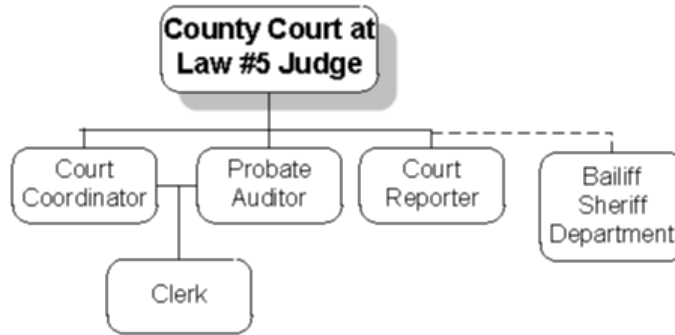 County Court at
Law #5 Judge
Court
Coordinator
Probate
Auditor
Court
Reporter
Bailiff
Sheriff
Department
Clerk